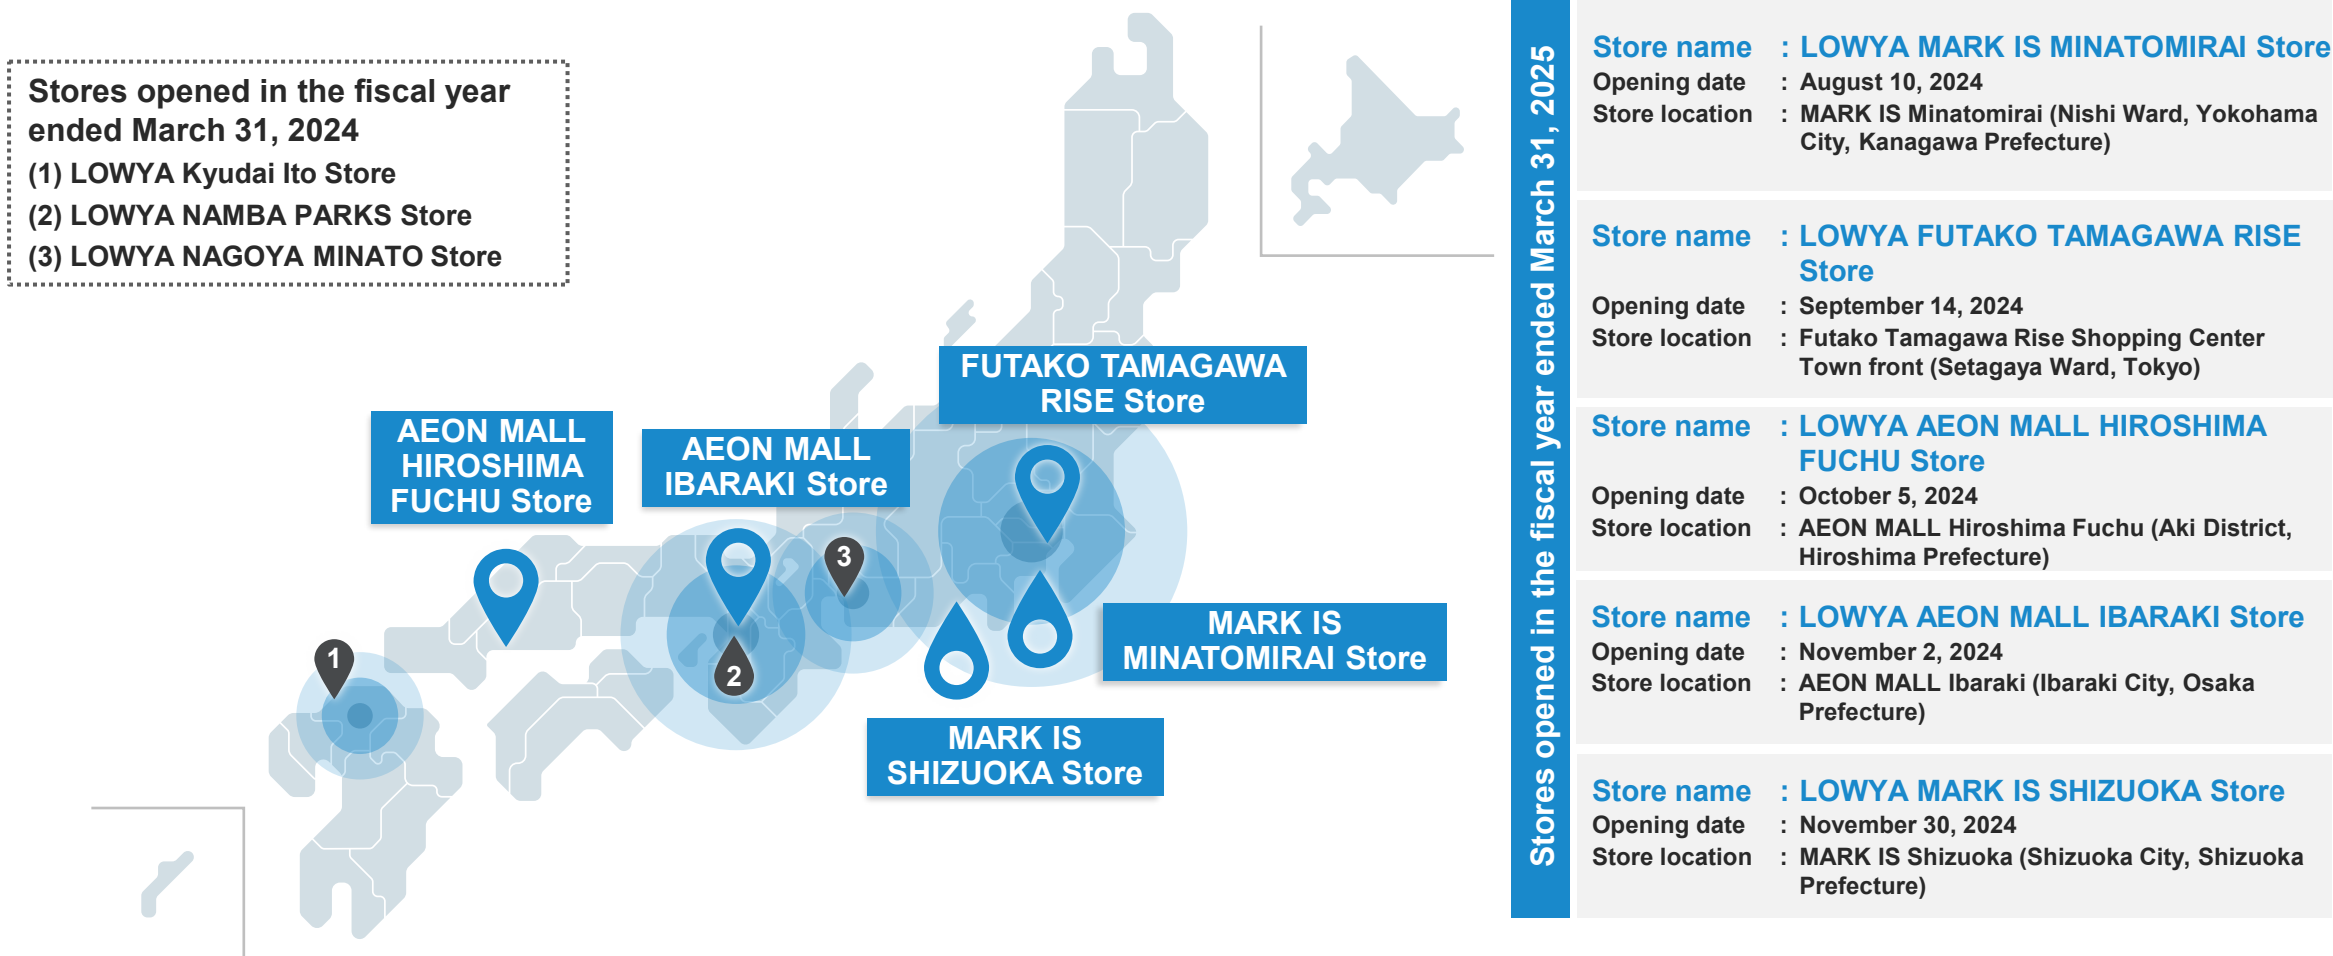 Stores opened in the fiscal year
ended March 31, 2024
(1) LOWYA Kyudai Ito Store
(2) LOWYA NAMBA PARKS Store
(3) LOWYA NAGOYA MINATO Store
FUTAKO TAMAGAWA
RISE Store
AEON MALL
HIROSHIMA
FUCHU Store
AEON MALL
IBARAKI Store
3
1
2
MARK IS
MINATOMIRAI Store
MARK IS
SHIZUOKA Store
Stores opened in the fiscal year ended March 31, 2025
Store name : LOWYA MARK IS MINATOMIRAI Store
Opening date : August 10, 2024
Store location : MARK IS Minatomirai (Nishi Ward, Yokohama
City, Kanagawa Prefecture)
Store name : LOWYA FUTAKO TAMAGAWA RISE
Store
Opening date : September 14, 2024
Store location : Futako Tamagawa Rise Shopping Center
Town front (Setagaya Ward, Tokyo)
Store name : LOWYA AEON MALL HIROSHIMA
FUCHU Store
Opening date : October 5, 2024
Store location : AEON MALL Hiroshima Fuchu (Aki District,
Hiroshima Prefecture)
Store name : LOWYA AEON MALL IBARAKI Store
Opening date : November 2, 2024
Store location : AEON MALL Ibaraki (Ibaraki City, Osaka
Prefecture)
Store name : LOWYA MARK IS SHIZUOKA Store
Opening date : November 30, 2024
Store location : MARK IS Shizuoka (Shizuoka City, Shizuoka
Prefecture)